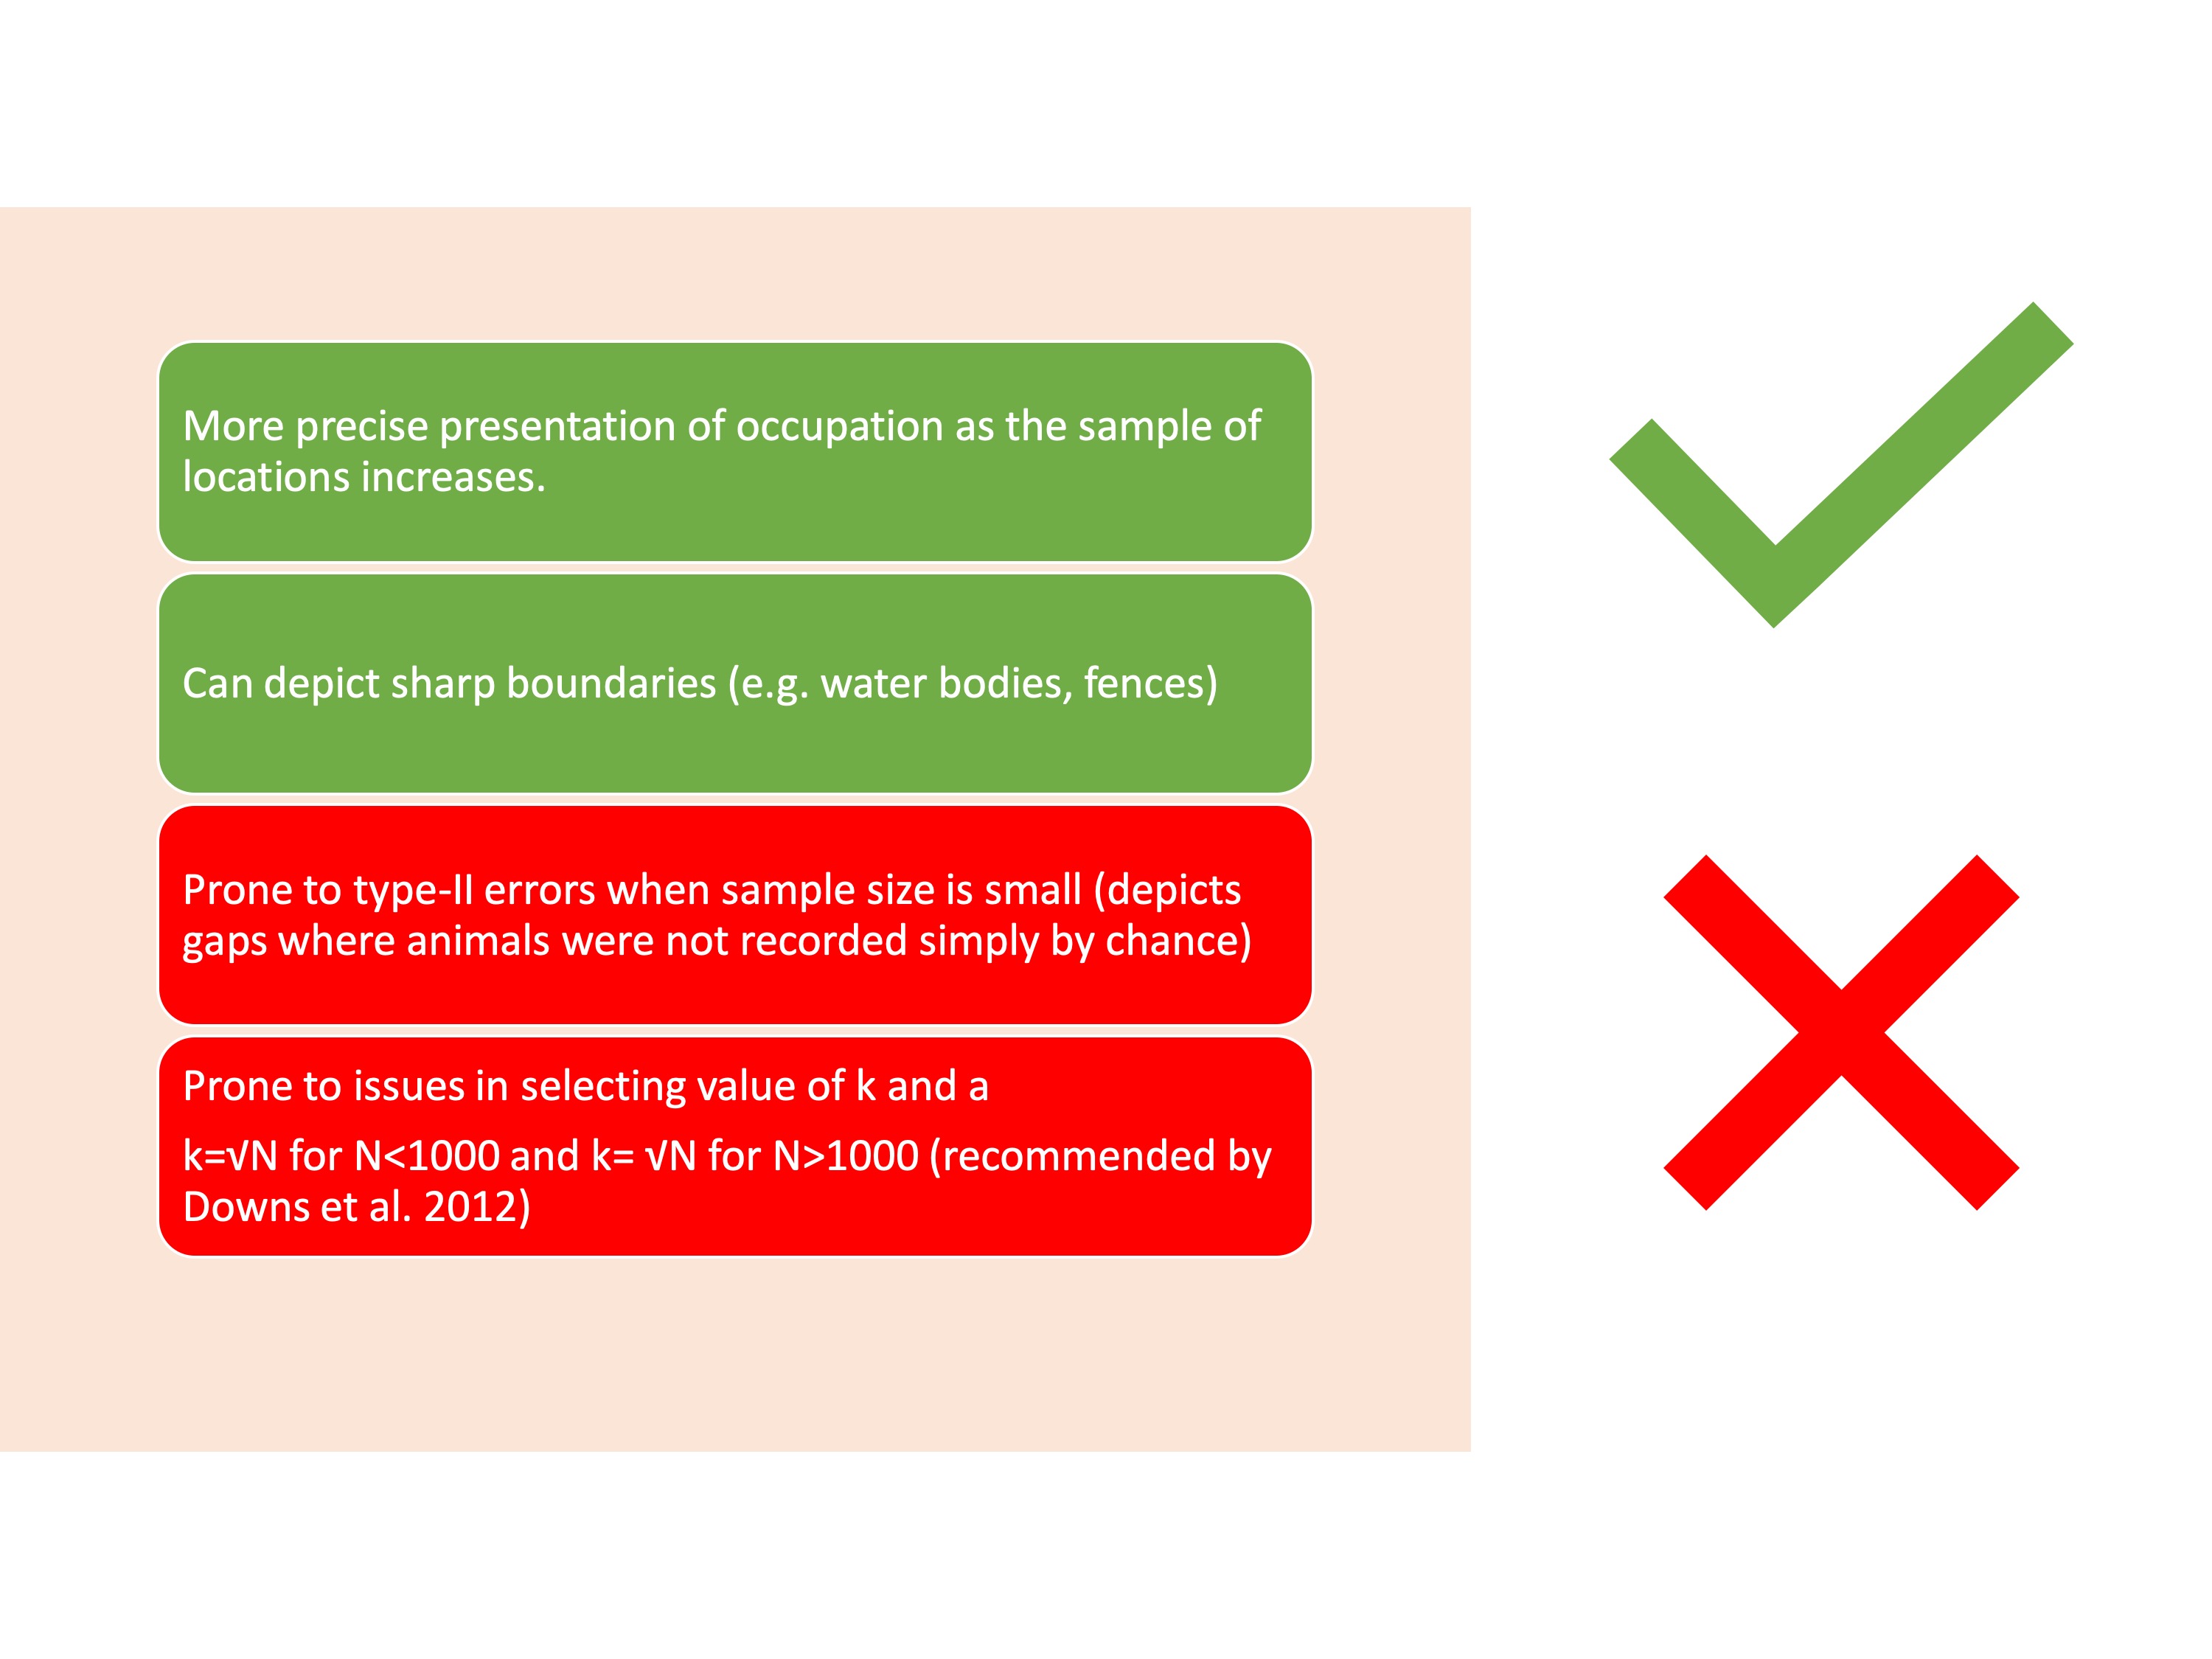 More precise presentation of occupation as the sample of
locations increases.
Can depict sharp boundaries (e.g. water bodies, fences)
Prone to type-II errors when sample size is small (depicts
gaps where animals were not recorded simply by chance)
Prone to issues in selecting value of k and a
k=√N for N<1000 and k= √N for N>1000 (recommended by
Downs et al. 2012)